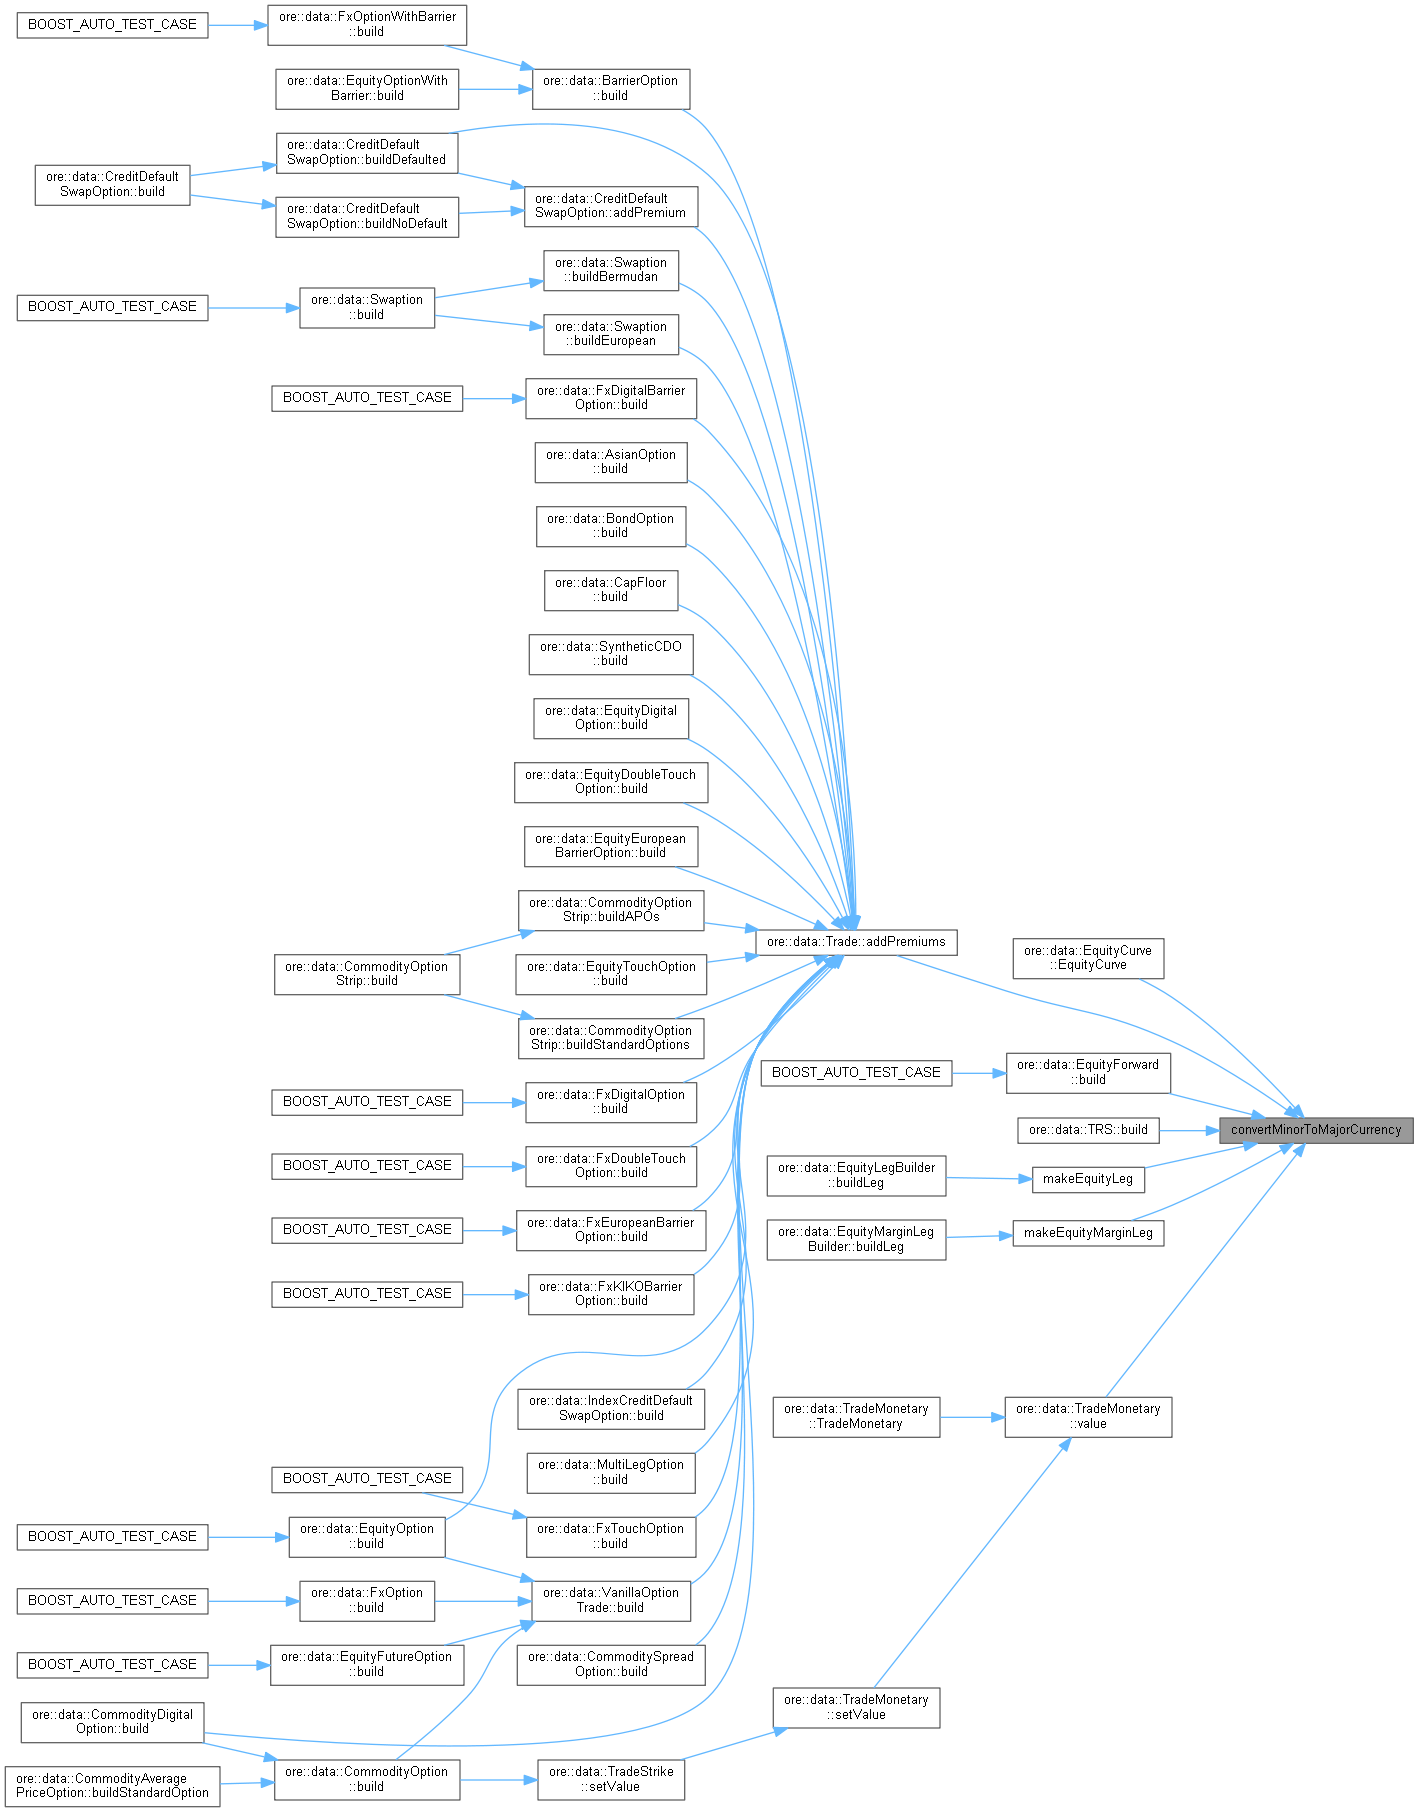 BOOST_AUTO_TEST_CASE
ore::data::FxOptionWithBarrier
::build
ore::data::EquityOptionWith
Barrier::build
ore::data::BarrierOption
::build
ore::data::CreditDefault
SwapOption::buildDefaulted
ore::data::CreditDefault
SwapOption::build
ore::data::CreditDefault
SwapOption::buildNoDefault
ore::data::CreditDefault
SwapOption::addPremium
ore::data::Swaption
::buildBermudan
BOOST_AUTO_TEST_CASE
ore::data::Swaption
::build
ore::data::Swaption
::buildEuropean
BOOST_AUTO_TEST_CASE
ore::data::FxDigitalBarrier
Option::build
ore::data::AsianOption
::build
ore::data::BondOption
::build
ore::data::CapFloor
::build
ore::data::SyntheticCDO
::build
ore::data::EquityDigital
Option::build
ore::data::EquityDoubleTouch
Option::build
ore::data::EquityEuropean
BarrierOption::build
ore::data::CommodityOption
Strip::buildAPOs
ore::data::Trade::addPremiums
ore::data::EquityCurve
::EquityCurve
ore::data::CommodityOption
Strip::build
ore::data::EquityTouchOption
::build
ore::data::CommodityOption
Strip::buildStandardOptions
BOOST_AUTO_TEST_CASE
ore::data::EquityForward
::build
BOOST_AUTO_TEST_CASE
ore::data::FxDigitalOption
::build
ore::data::TRS::build
convertMinorToMajorCurrency
BOOST_AUTO_TEST_CASE
ore::data::FxDoubleTouch
Option::build
ore::data::EquityLegBuilder
::buildLeg
makeEquityLeg
BOOST_AUTO_TEST_CASE
ore::data::FxEuropeanBarrier
Option::build
ore::data::EquityMarginLeg
Builder::buildLeg
makeEquityMarginLeg
BOOST_AUTO_TEST_CASE
ore::data::FxKIKOBarrier
Option::build
ore::data::IndexCreditDefault
SwapOption::build
ore::data::TradeMonetary
::TradeMonetary
ore::data::TradeMonetary
::value
ore::data::MultiLegOption
::build
BOOST_AUTO_TEST_CASE
ore::data::FxTouchOption
::build
BOOST_AUTO_TEST_CASE
ore::data::EquityOption
::build
BOOST_AUTO_TEST_CASE
ore::data::FxOption
::build
ore::data::VanillaOption
Trade::build
BOOST_AUTO_TEST_CASE
ore::data::EquityFutureOption
::build
ore::data::CommoditySpread
Option::build
ore::data::TradeMonetary
::setValue
ore::data::CommodityDigital
Option::build
ore::data::CommodityAverage
PriceOption::buildStandardOption
ore::data::CommodityOption
::build
ore::data::TradeStrike
::setValue